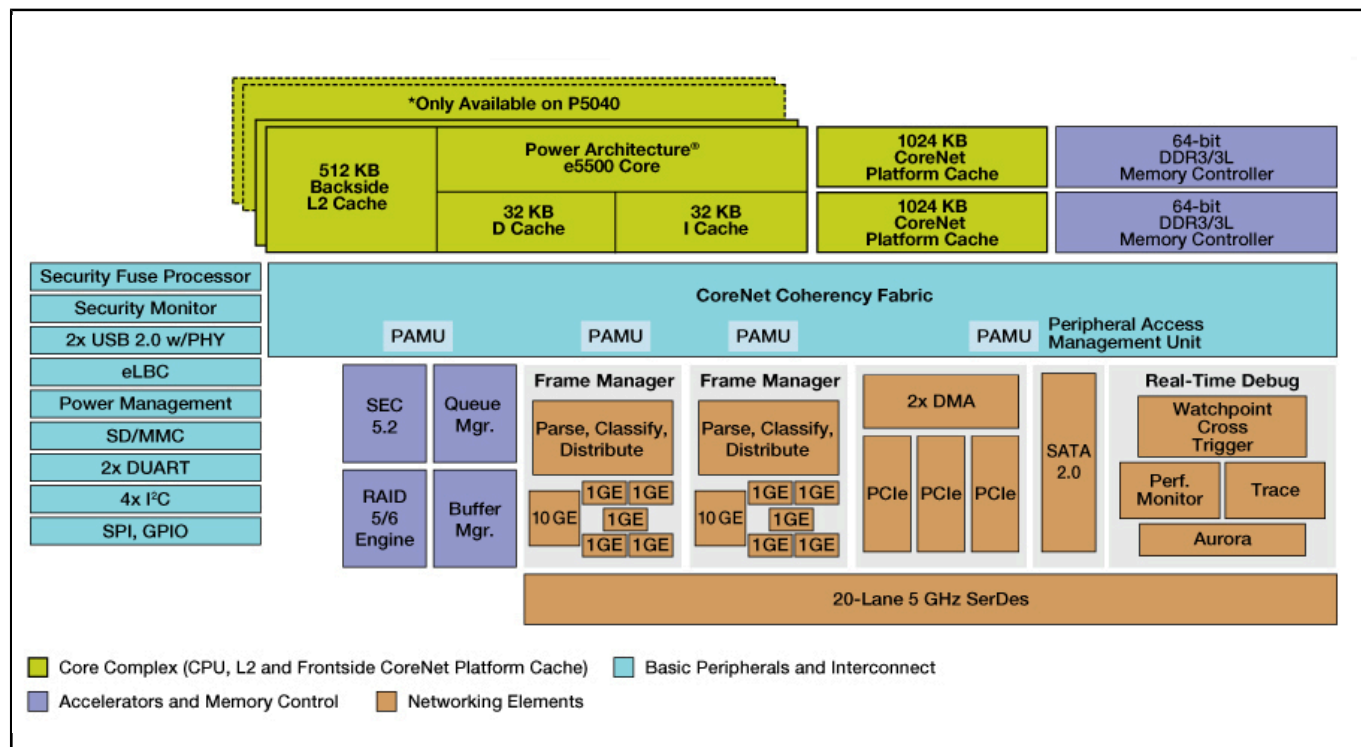 *Only Available on P5040
512 KB
Backside
L2 Cache
Power Architecture®
e5500 Core
32 KB
D Cache
32 KB
I Cache
1024 KB
CoreNet
Platform Cache
1024 KB
CoreNet
Platform Cache
64-bit
DDR3/3L
Memory Controller
64-bit
DDR3/3L
Memory Controller
Security Fuse Processor
Security Monitor
2x USB 2.0 w/PHY
eLBC
Power Management
SD/MMC
2x DUART
4x I²C
SPI, GPIO
CoreNet Coherency Fabric
PAMU
PAMU
PAMU
PAMU
Peripheral Access
Management Unit
SEC
5.2
Queue
Mgr.
RAID
5/6
Engine
Buffer
Mgr.
Frame Manager
Parse, Classify,
Distribute
10 GE
1GE 1GE
1GE
1GE 1GE
Frame Manager
Parse, Classify,
Distribute
10 GE
1GE 1GE
1GE
1GE 1GE
2x DMA
PCIe PCIe PCIe
SATA
2.0
Real-Time Debug
Watchpoint
Cross
Trigger
Perf.
Monitor
Trace
Aurora
20-Lane 5 GHz SerDes
Core Complex (CPU, L2 and Frontside CoreNet Platform Cache)
Basic Peripherals and Interconnect
Accelerators and Memory Control
Networking Elements